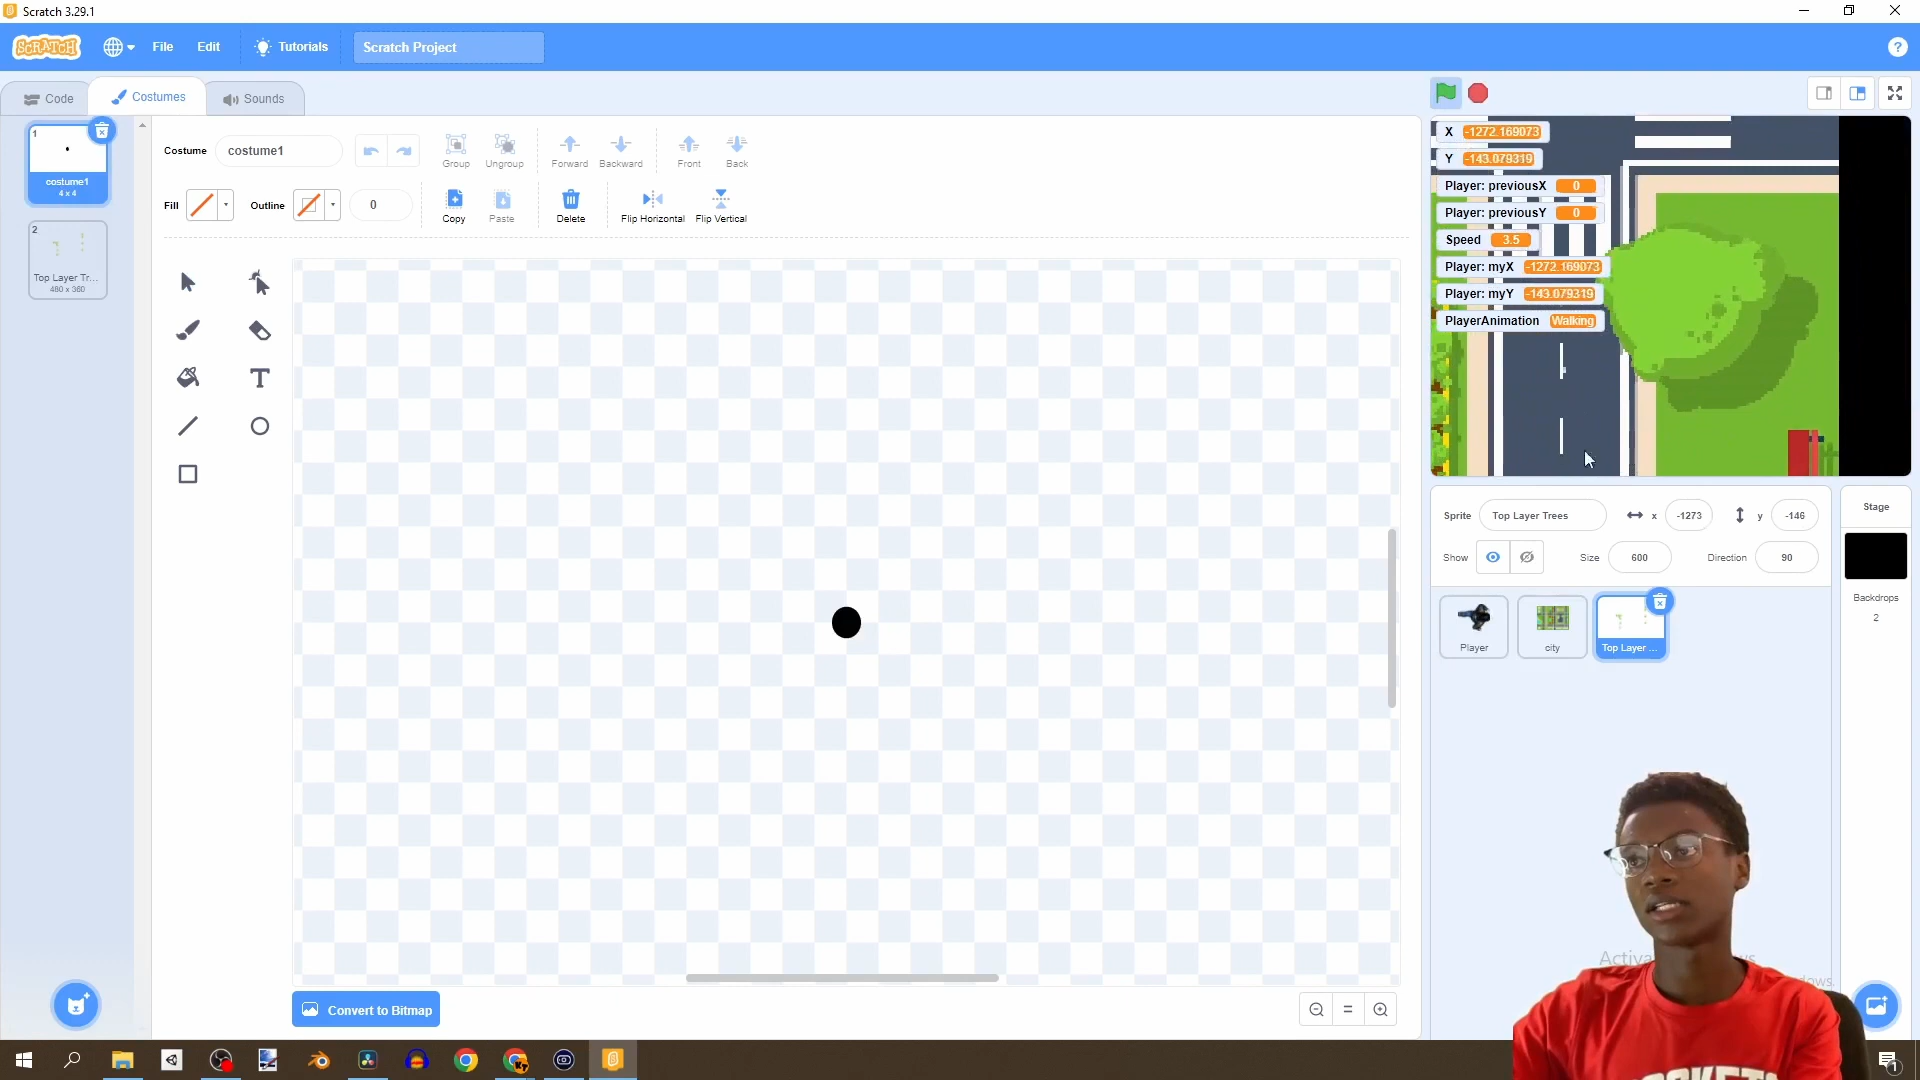 Scratch 3.29.1
SCRATCH File Edit Tutorials Scratch Project
Code Costumes Sounds
1
costume1
4 x 4
2
Top Layer Tr...
480 x 360
Costume costume1 Group Ungroup Forward Backward Front Back
Fill Outline 0 Copy Paste Delete Flip Horizontal Flip Vertical
Convert to Bitmap
X -1272.169073
Y -143.079319
Player: previousX 0
Player: previousY 0
Speed 3.5
Player: myX -1272.169073
Player: myY -143.079319
PlayerAnimation Walking
Sprite Top Layer Trees x -1273 y -146
Show Size 600 Direction 90
Player city Top Layer ...
Stage
Backdrops
2
1